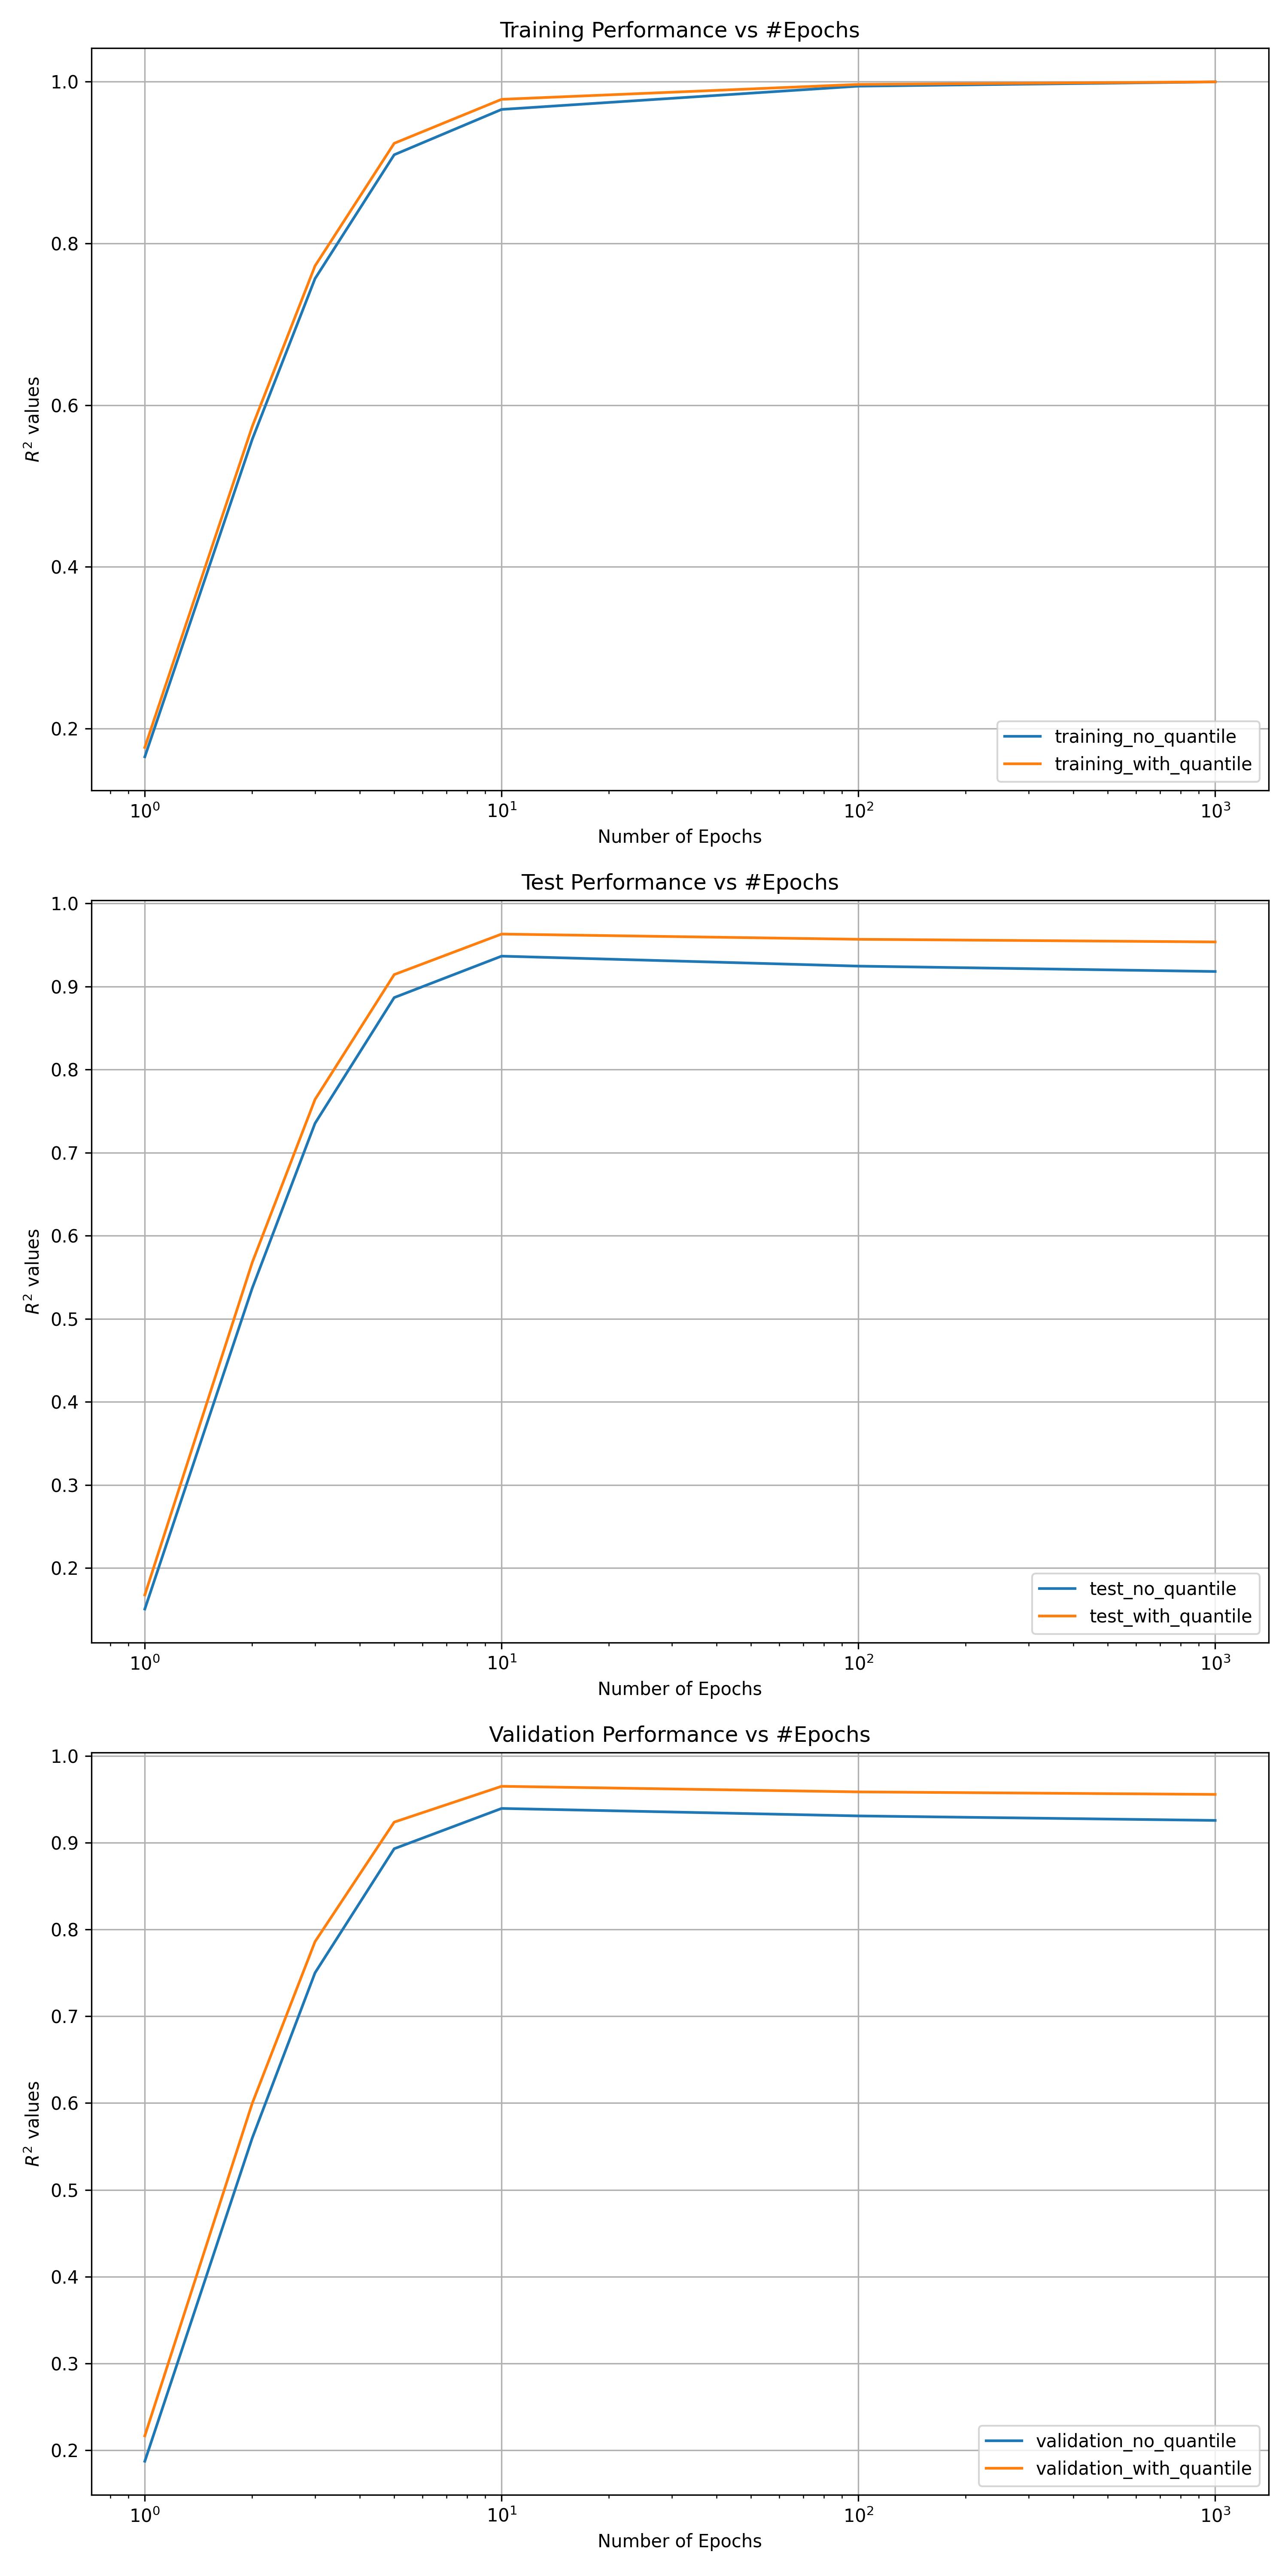 Training Performance vs #Epochs
1.0
0.8
0.6
0.4
0.2
R² values
training_no_quantile
training_with_quantile
10⁰ 10¹ 10² 10³
Number of Epochs
Test Performance vs #Epochs
1.0
0.9
0.8
0.7
0.6
0.5
0.4
0.3
0.2
R² values
test_no_quantile
test_with_quantile
10⁰ 10¹ 10² 10³
Number of Epochs
Validation Performance vs #Epochs
1.0
0.9
0.8
0.7
0.6
0.5
0.4
0.3
0.2
R² values
validation_no_quantile
validation_with_quantile
10⁰ 10¹ 10² 10³
Number of Epochs